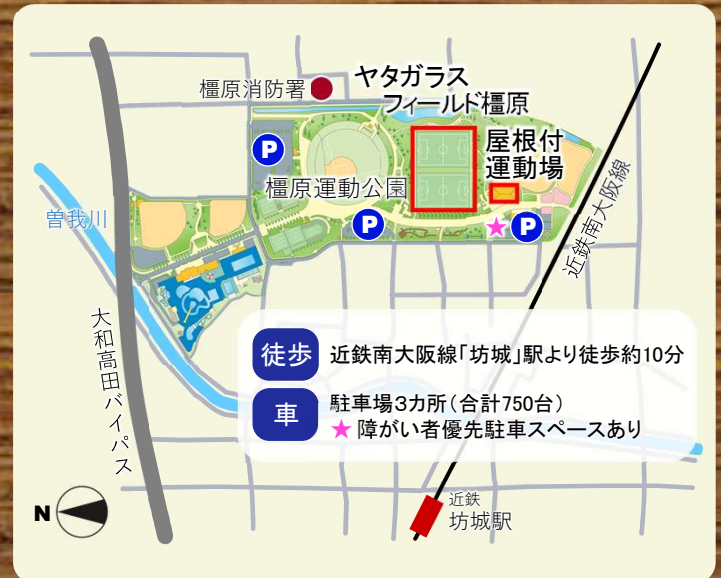 橿原消防署
ヤタガラス
フィールド橿原
屋根付
運動場
P
橿原運動公園
P
P
★
曽我川
近鉄南大阪線
大和高田バイパス
徒歩 近鉄南大阪線「坊城」駅より徒歩約10分
車 駐車場3カ所(合計750台)
★ 障がい者優先駐車スペースあり
N
近鉄
坊城駅